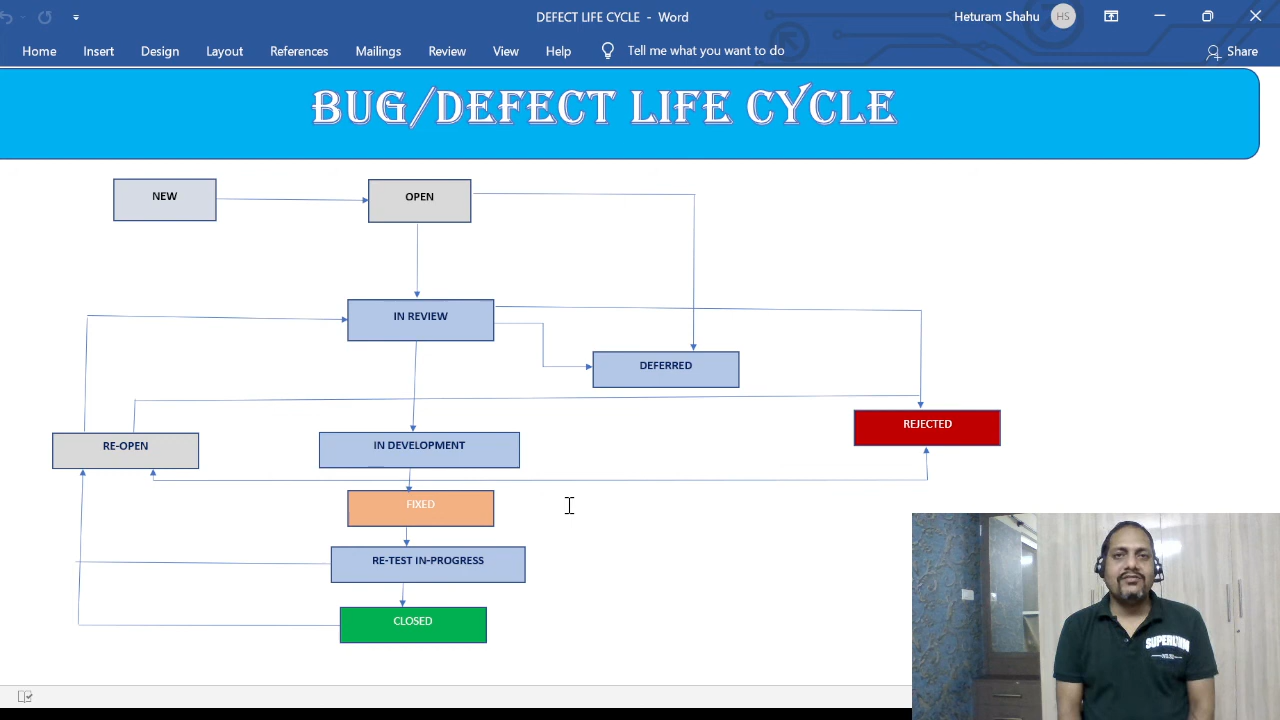 DEFECT LIFE CYCLE - Word
Heturam Shahu
HS
Home
Insert
Design
Layout
References
Mailings
Review
View
Help
Tell me what you want to do
Share
BUG/DEFECT LIFE CYCLE
NEW
OPEN
IN REVIEW
DEFERRED
REJECTED
RE-OPEN
IN DEVELOPMENT
FIXED
RE-TEST IN-PROGRESS
CLOSED